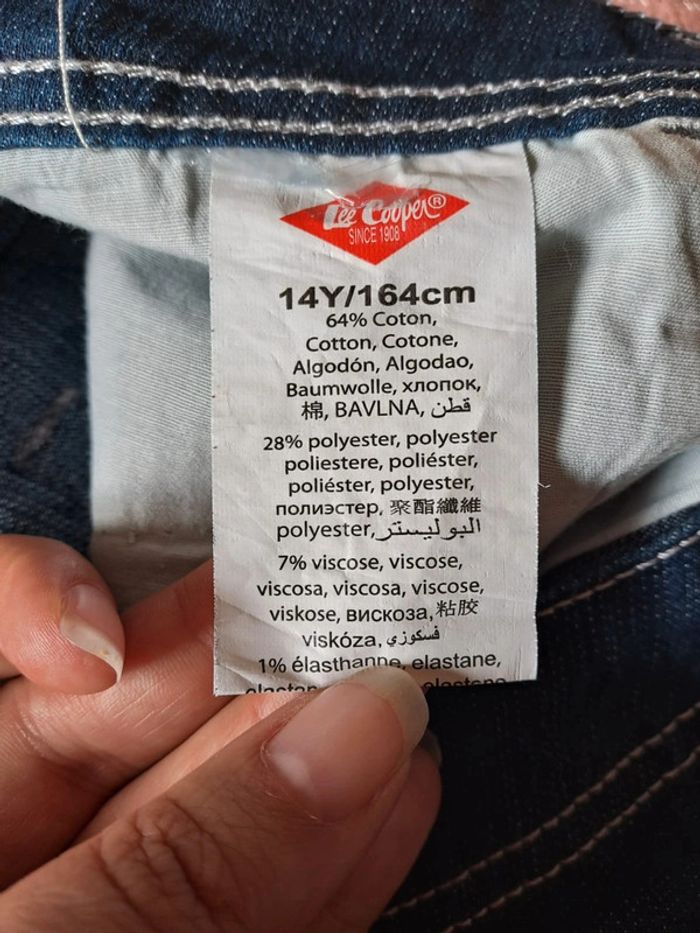 Lee Cooper®
SINCE 1908
14Y/164cm
64% Coton,
Cotton, Cotone,
Algodón, Algodao,
Baumwolle, хлопок,
棉, BAVLNA, قطن
28% polyester, polyester
poliestere, poliéster,
poliéster, polyester,
полиэстер, 聚酯纖維
polyester, البوليستر
7% viscose, viscose,
viscosa, viscosa, viscose,
viskose, вискоза, 粘胶
viskóza, فسكوزي
1% élasthanne, elastane,